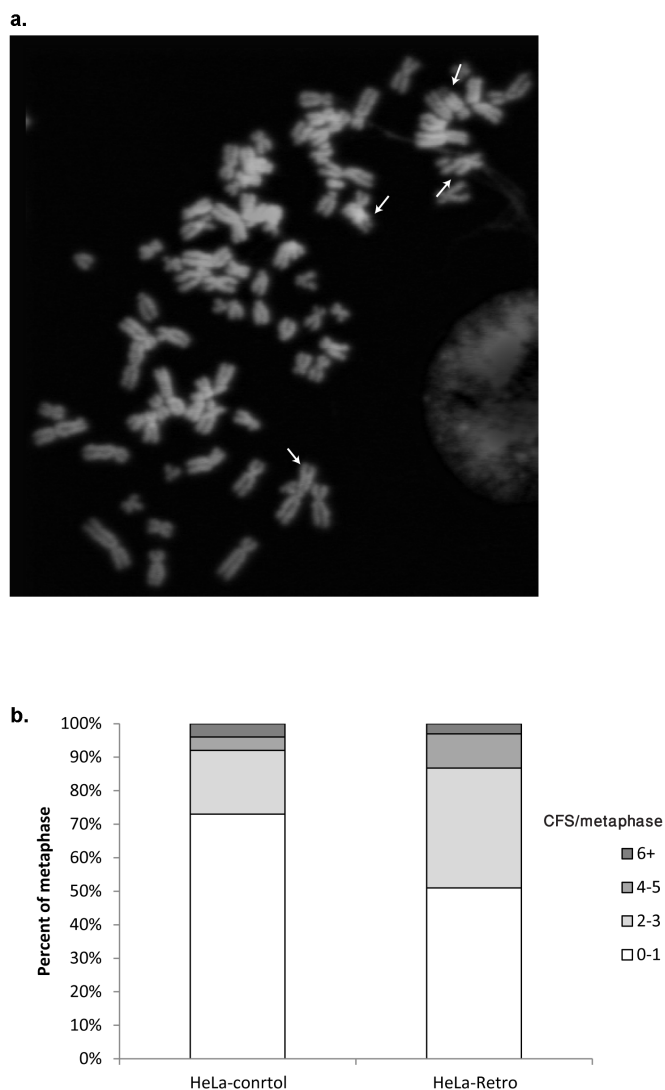 a.
b.
100%
90%
80%
70%
60%
50%
40%
30%
20%
10%
0%
Percent of metaphase
HeLa-conrtol
HeLa-Retro
CFS/metaphase
6+
4-5
2-3
0-1